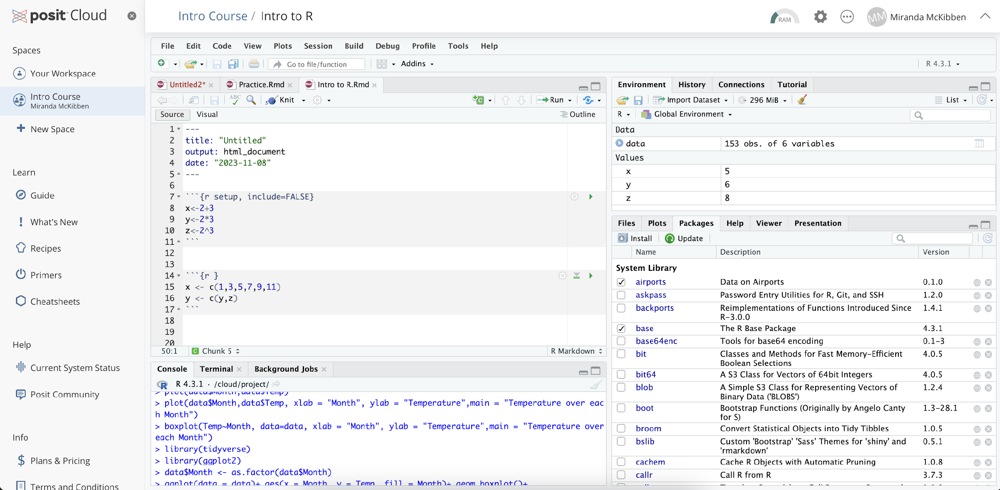 posit Cloud
Intro Course / Intro to R
RAM
MM
Miranda McKibben
Spaces
Your Workspace
Intro Course
Miranda McKibben
New Space
Learn
Guide
What's New
Recipes
Primers
Cheatsheets
Help
Current System Status
Posit Community
Info
Plans & Pricing
Terms and Conditions
File Edit Code View Plots Session Build Debug Profile Tools Help
Go to file/function
Addins
R 4.3.1
Untitled2*
Practice.Rmd
Intro to R.Rmd
ABC
Knit
Run
Source
Visual
Outline
1 ---
2 title: "Untitled"
3 output: html_document
4 date: "2023-11-08"
5 ---
6
7 ```{r setup, include=FALSE}
8 x<-2+3
9 y<-2*3
10 z<-2^3
11 ```
12
13
14 ```{r }
15 x <- c(1,3,5,7,9,11)
16 y <- c(y,z)
17 ```
18
19
20
50:1
C Chunk 5
R Markdown
Console
Terminal
Background Jobs
R R 4.3.1 · /cloud/project/
> plot(data$Month,data$Temp)
> plot(data$Month,data$Temp, xlab = "Month", ylab = "Temperature",main = "Temperature over eac
h Month")
> boxplot(Temp~Month, data=data, xlab = "Month", ylab = "Temperature",main = "Temperature over
each Month")
> library(tidyverse)
> library(ggplot2)
> data$Month <- as.factor(data$Month)
> ggplot(data = data)+ aes(x = Month, y = Temp, fill = Month)+ geom_boxplot()+
Environment History Connections Tutorial
Import Dataset
296 MiB
List
R
Global Environment
Data
data 153 obs. of 6 variables
Values
x 5
y 6
z 8
Files Plots Packages Help Viewer Presentation
Install
Update
Name Description Version
System Library
airports Data on Airports 0.1.0
askpass Password Entry Utilities for R, Git, and SSH 1.2.0
backports Reimplementations of Functions Introduced Since 1.4.1
R-3.0.0
base The R Base Package 4.3.1
base64enc Tools for base64 encoding 0.1-3
bit Classes and Methods for Fast Memory-Efficient 4.0.5
Boolean Selections
bit64 A S3 Class for Vectors of 64bit Integers 4.0.5
blob A Simple S3 Class for Representing Vectors of 1.2.4
Binary Data ('BLOBS')
boot Bootstrap Functions (Originally by Angelo Canty 1.3-28.1
for S)
broom Convert Statistical Objects into Tidy Tibbles 1.0.5
bslib Custom 'Bootstrap' 'Sass' Themes for 'shiny' and 0.5.1
'rmarkdown'
cachem Cache R Objects with Automatic Pruning 1.0.8
callr Call R from R 3.7.3